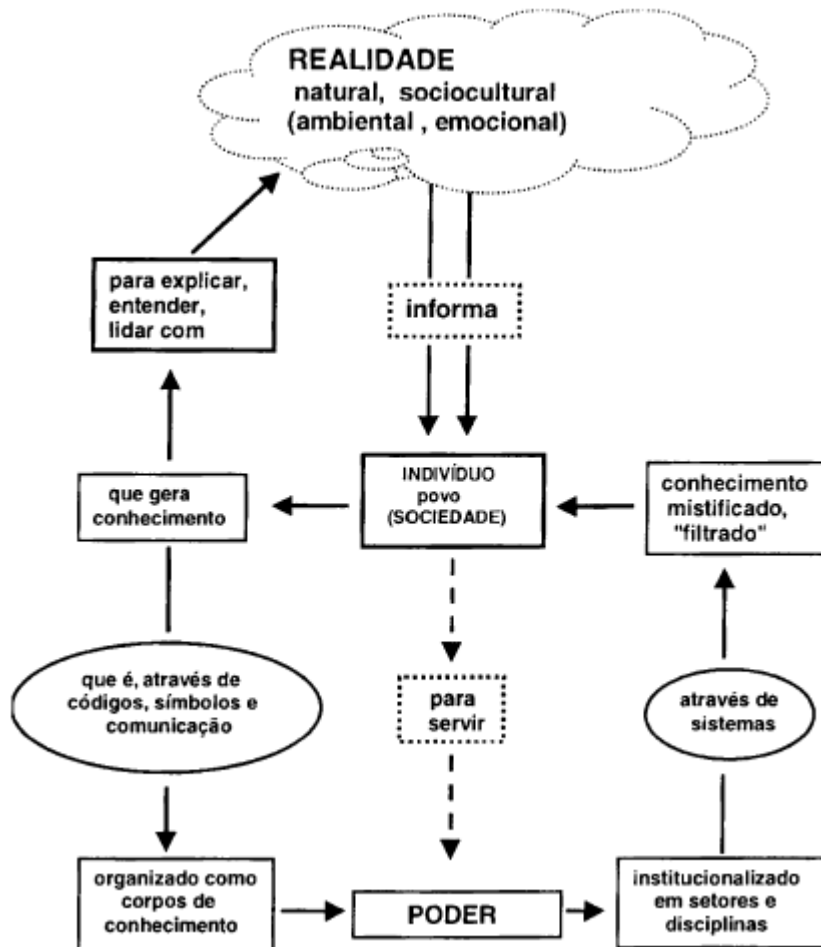 REALIDADE
natural, sociocultural
(ambiental , emocional)
para explicar,
entender,
lidar com
informa
que gera
conhecimento
INDIVÍDUO
povo
(SOCIEDADE)
conhecimento
mistificado,
"filtrado"
que é, através de
códigos, símbolos e
comunicação
para
servir
através de
sistemas
organizado como
corpos de
conhecimento
PODER
institucionalizado
em setores e
disciplinas